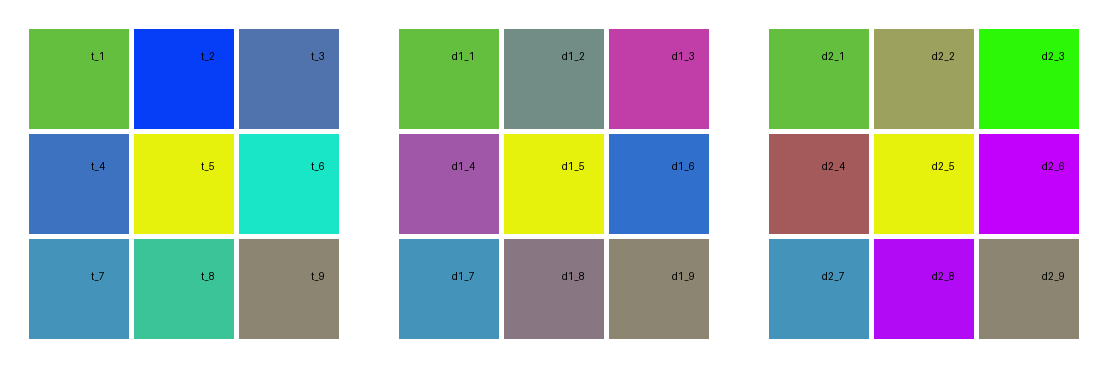 t_1 t_2 t_3 d1_1 d1_2 d1_3 d2_1 d2_2 d2_3
t_4 t_5 t_6 d1_4 d1_5 d1_6 d2_4 d2_5 d2_6
t_7 t_8 t_9 d1_7 d1_8 d1_9 d2_7 d2_8 d2_9